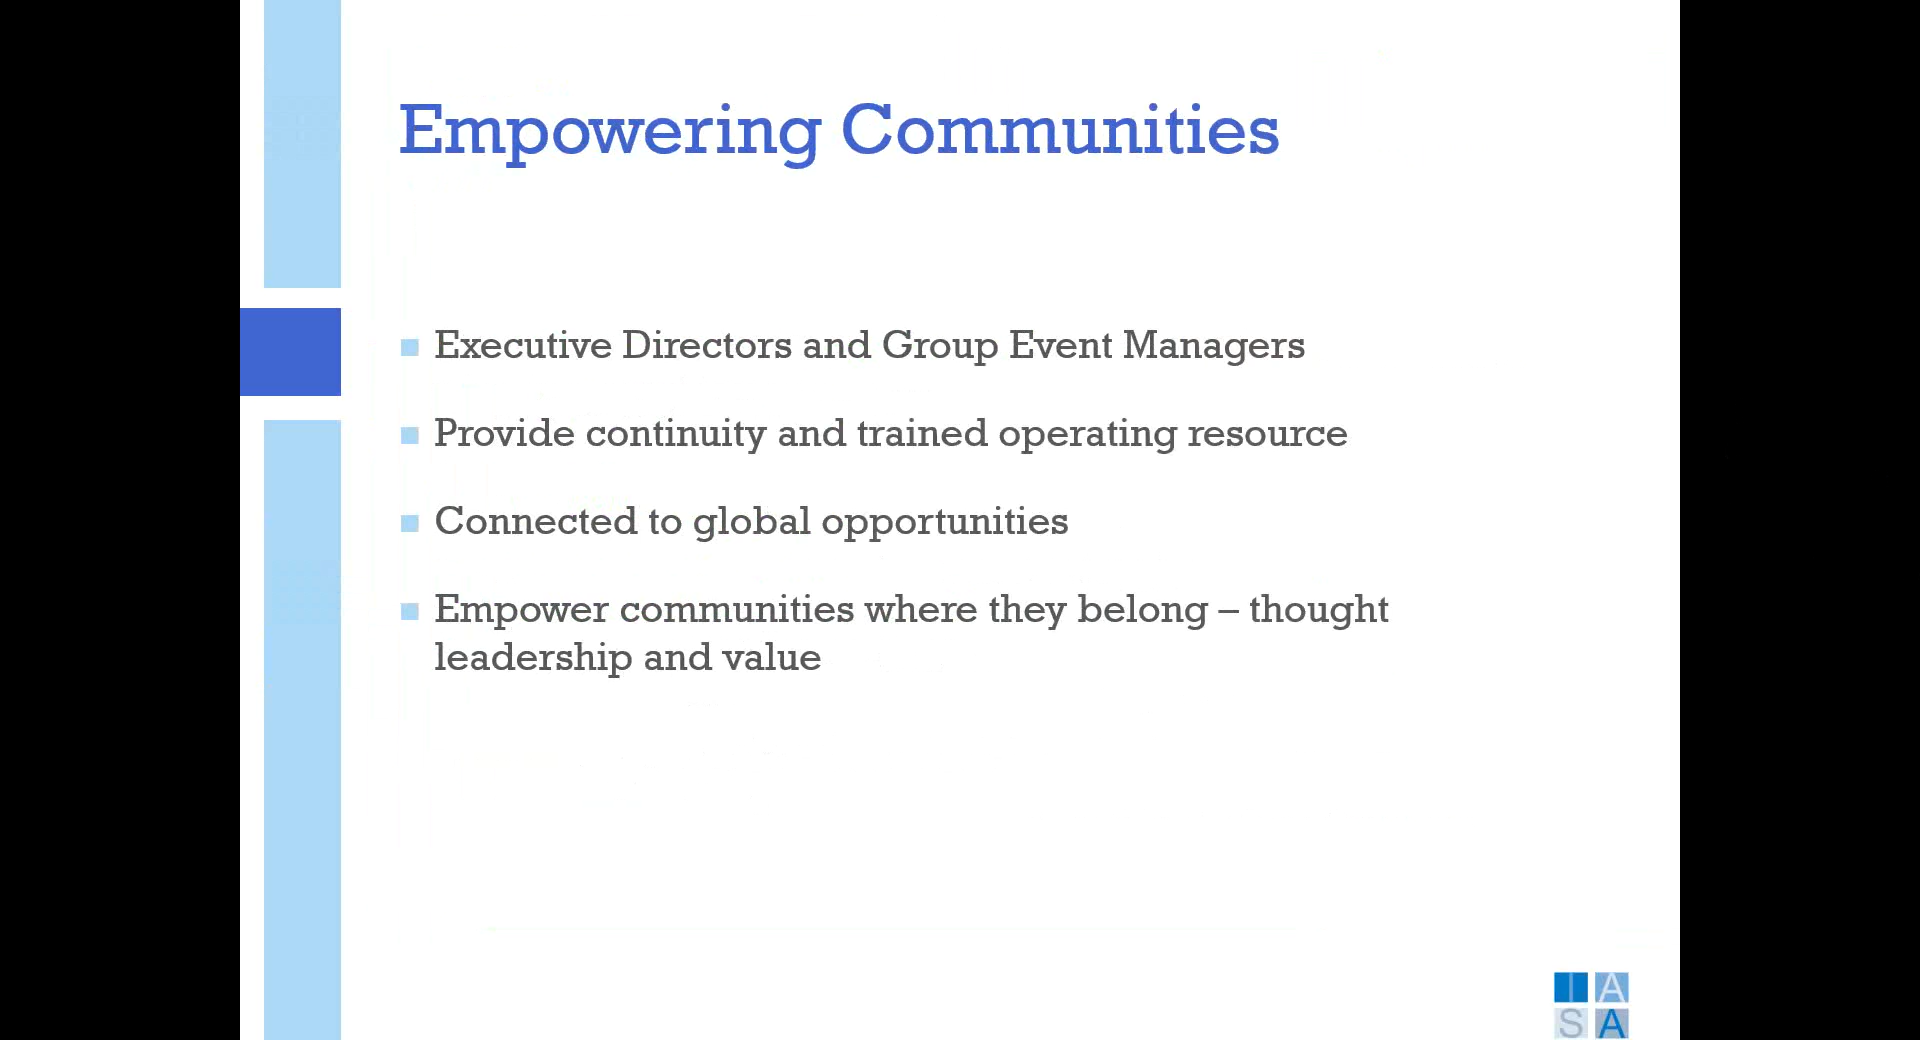 Empowering Communities
Executive Directors and Group Event Managers
Provide continuity and trained operating resource
Connected to global opportunities
Empower communities where they belong – thought
leadership and value
I A
S A